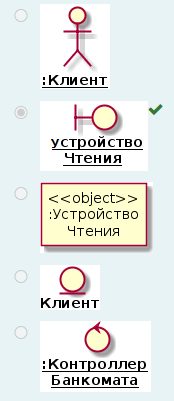 :Клиент
устройство
Чтения
<<object>>
:Устройство
Чтения
Клиент
:Контроллер
Банкомата